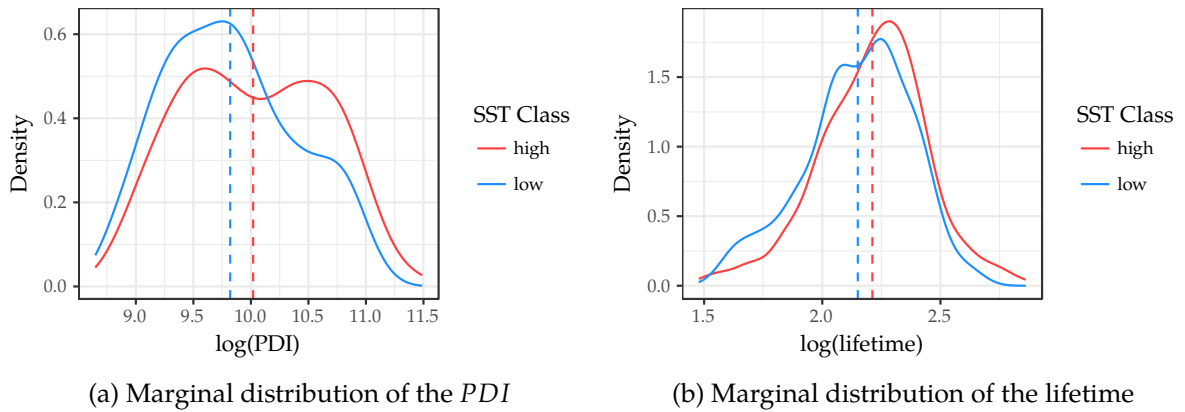 0.6
0.4
0.2
0.0
Density
9.0 9.5 10.0 10.5 11.0 11.5
log(PDI)
SST Class
high
low
(a) Marginal distribution of the PDI
1.5
1.0
0.5
0.0
Density
1.5 2.0 2.5
log(lifetime)
SST Class
high
low
(b) Marginal distribution of the lifetime